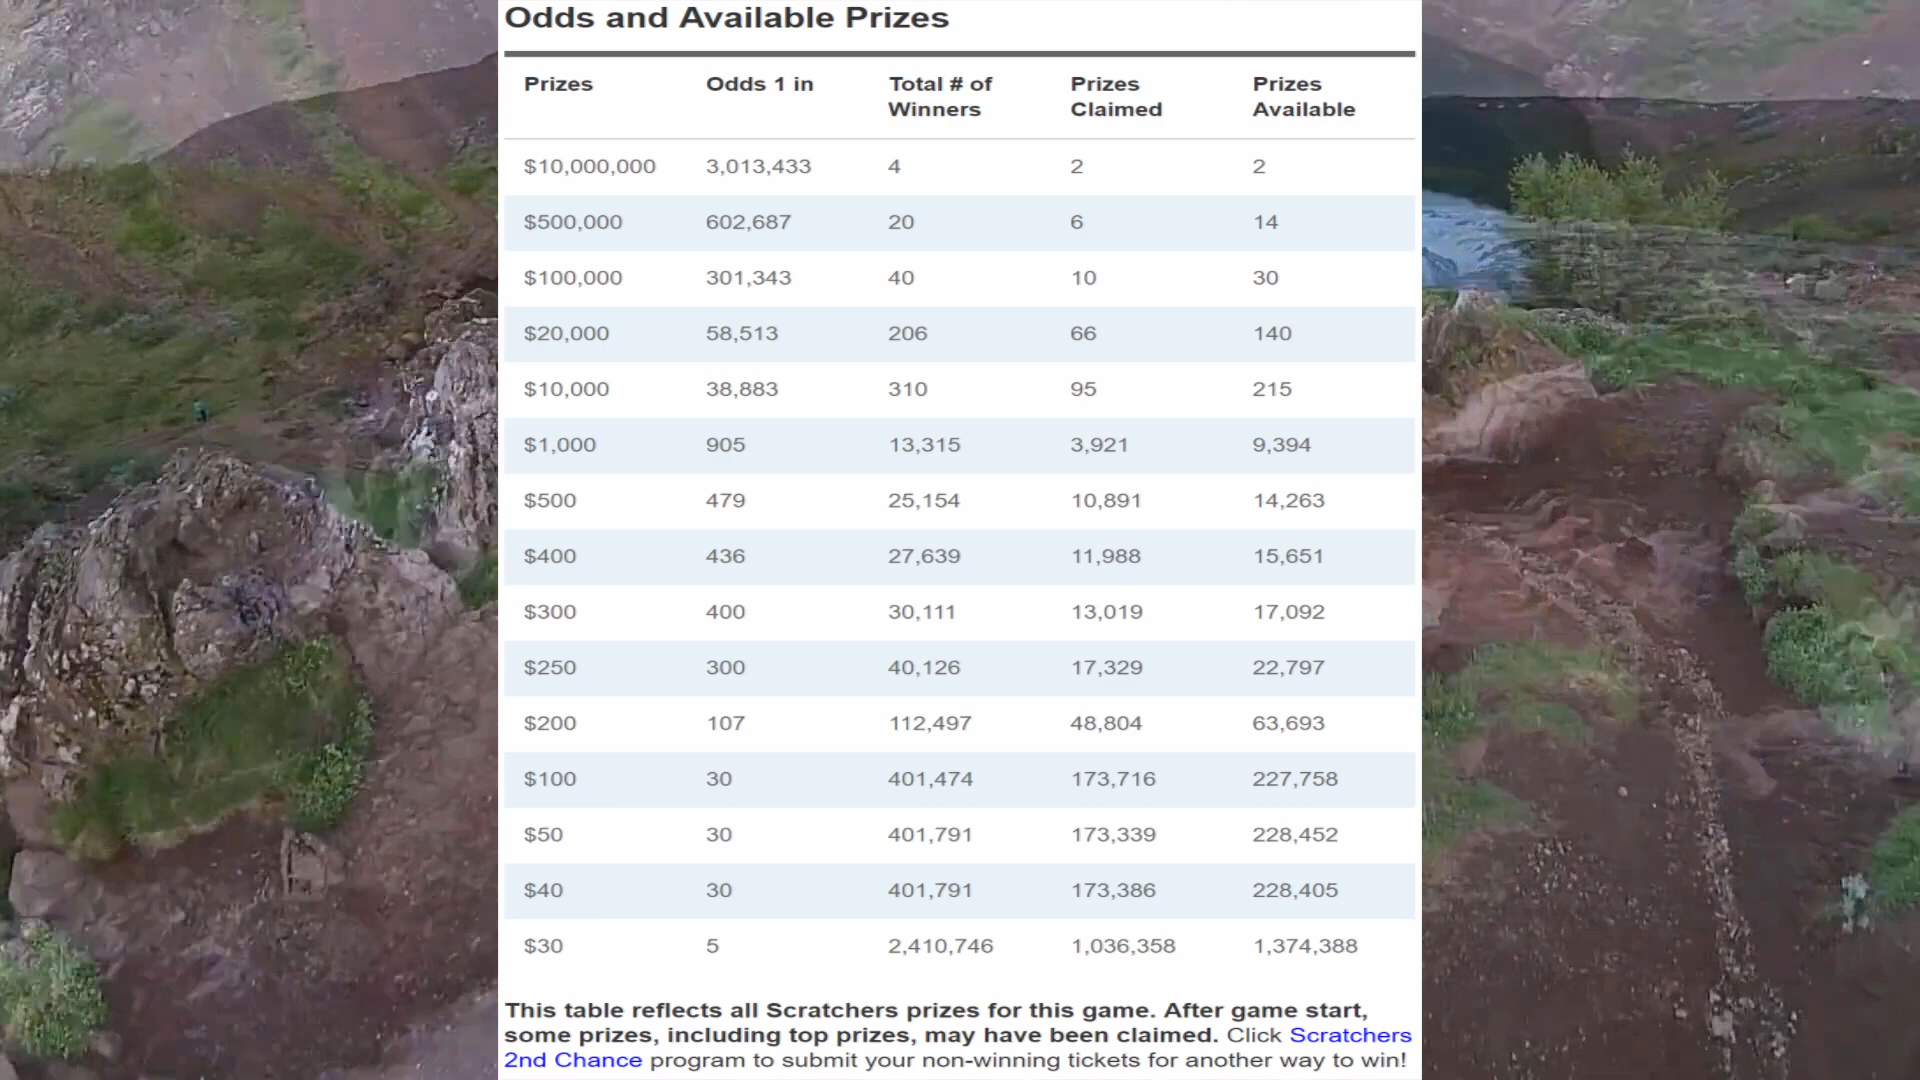 Odds and Available Prizes
Prizes Odds 1 in Total # of Winners Prizes Claimed Prizes Available
$10,000,000 3,013,433 4 2 2
$500,000 602,687 20 6 14
$100,000 301,343 40 10 30
$20,000 58,513 206 66 140
$10,000 38,883 310 95 215
$1,000 905 13,315 3,921 9,394
$500 479 25,154 10,891 14,263
$400 436 27,639 11,988 15,651
$300 400 30,111 13,019 17,092
$250 300 40,126 17,329 22,797
$200 107 112,497 48,804 63,693
$100 30 401,474 173,716 227,758
$50 30 401,791 173,339 228,452
$40 30 401,791 173,386 228,405
$30 5 2,410,746 1,036,358 1,374,388
This table reflects all Scratchers prizes for this game. After game start,
some prizes, including top prizes, may have been claimed. Click Scratchers
2nd Chance program to submit your non-winning tickets for another way to win!